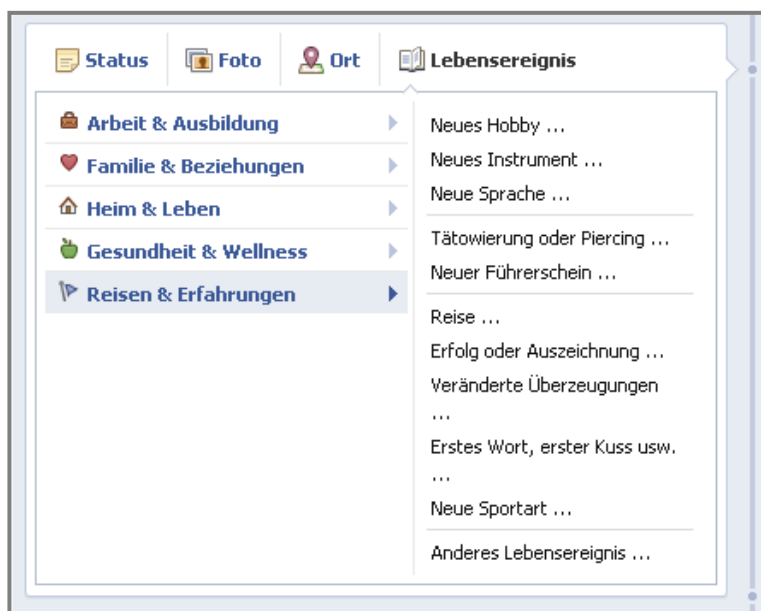 Status Foto Ort Lebensereignis
Arbeit & Ausbildung
Familie & Beziehungen
Heim & Leben
Gesundheit & Wellness
Reisen & Erfahrungen
Neues Hobby ...
Neues Instrument ...
Neue Sprache ...
Tätowierung oder Piercing ...
Neuer Führerschein ...
Reise ...
Erfolg oder Auszeichnung ...
Veränderte Überzeugungen
...
Erstes Wort, erster Kuss usw.
...
Neue Sportart ...
Anderes Lebensereignis ...